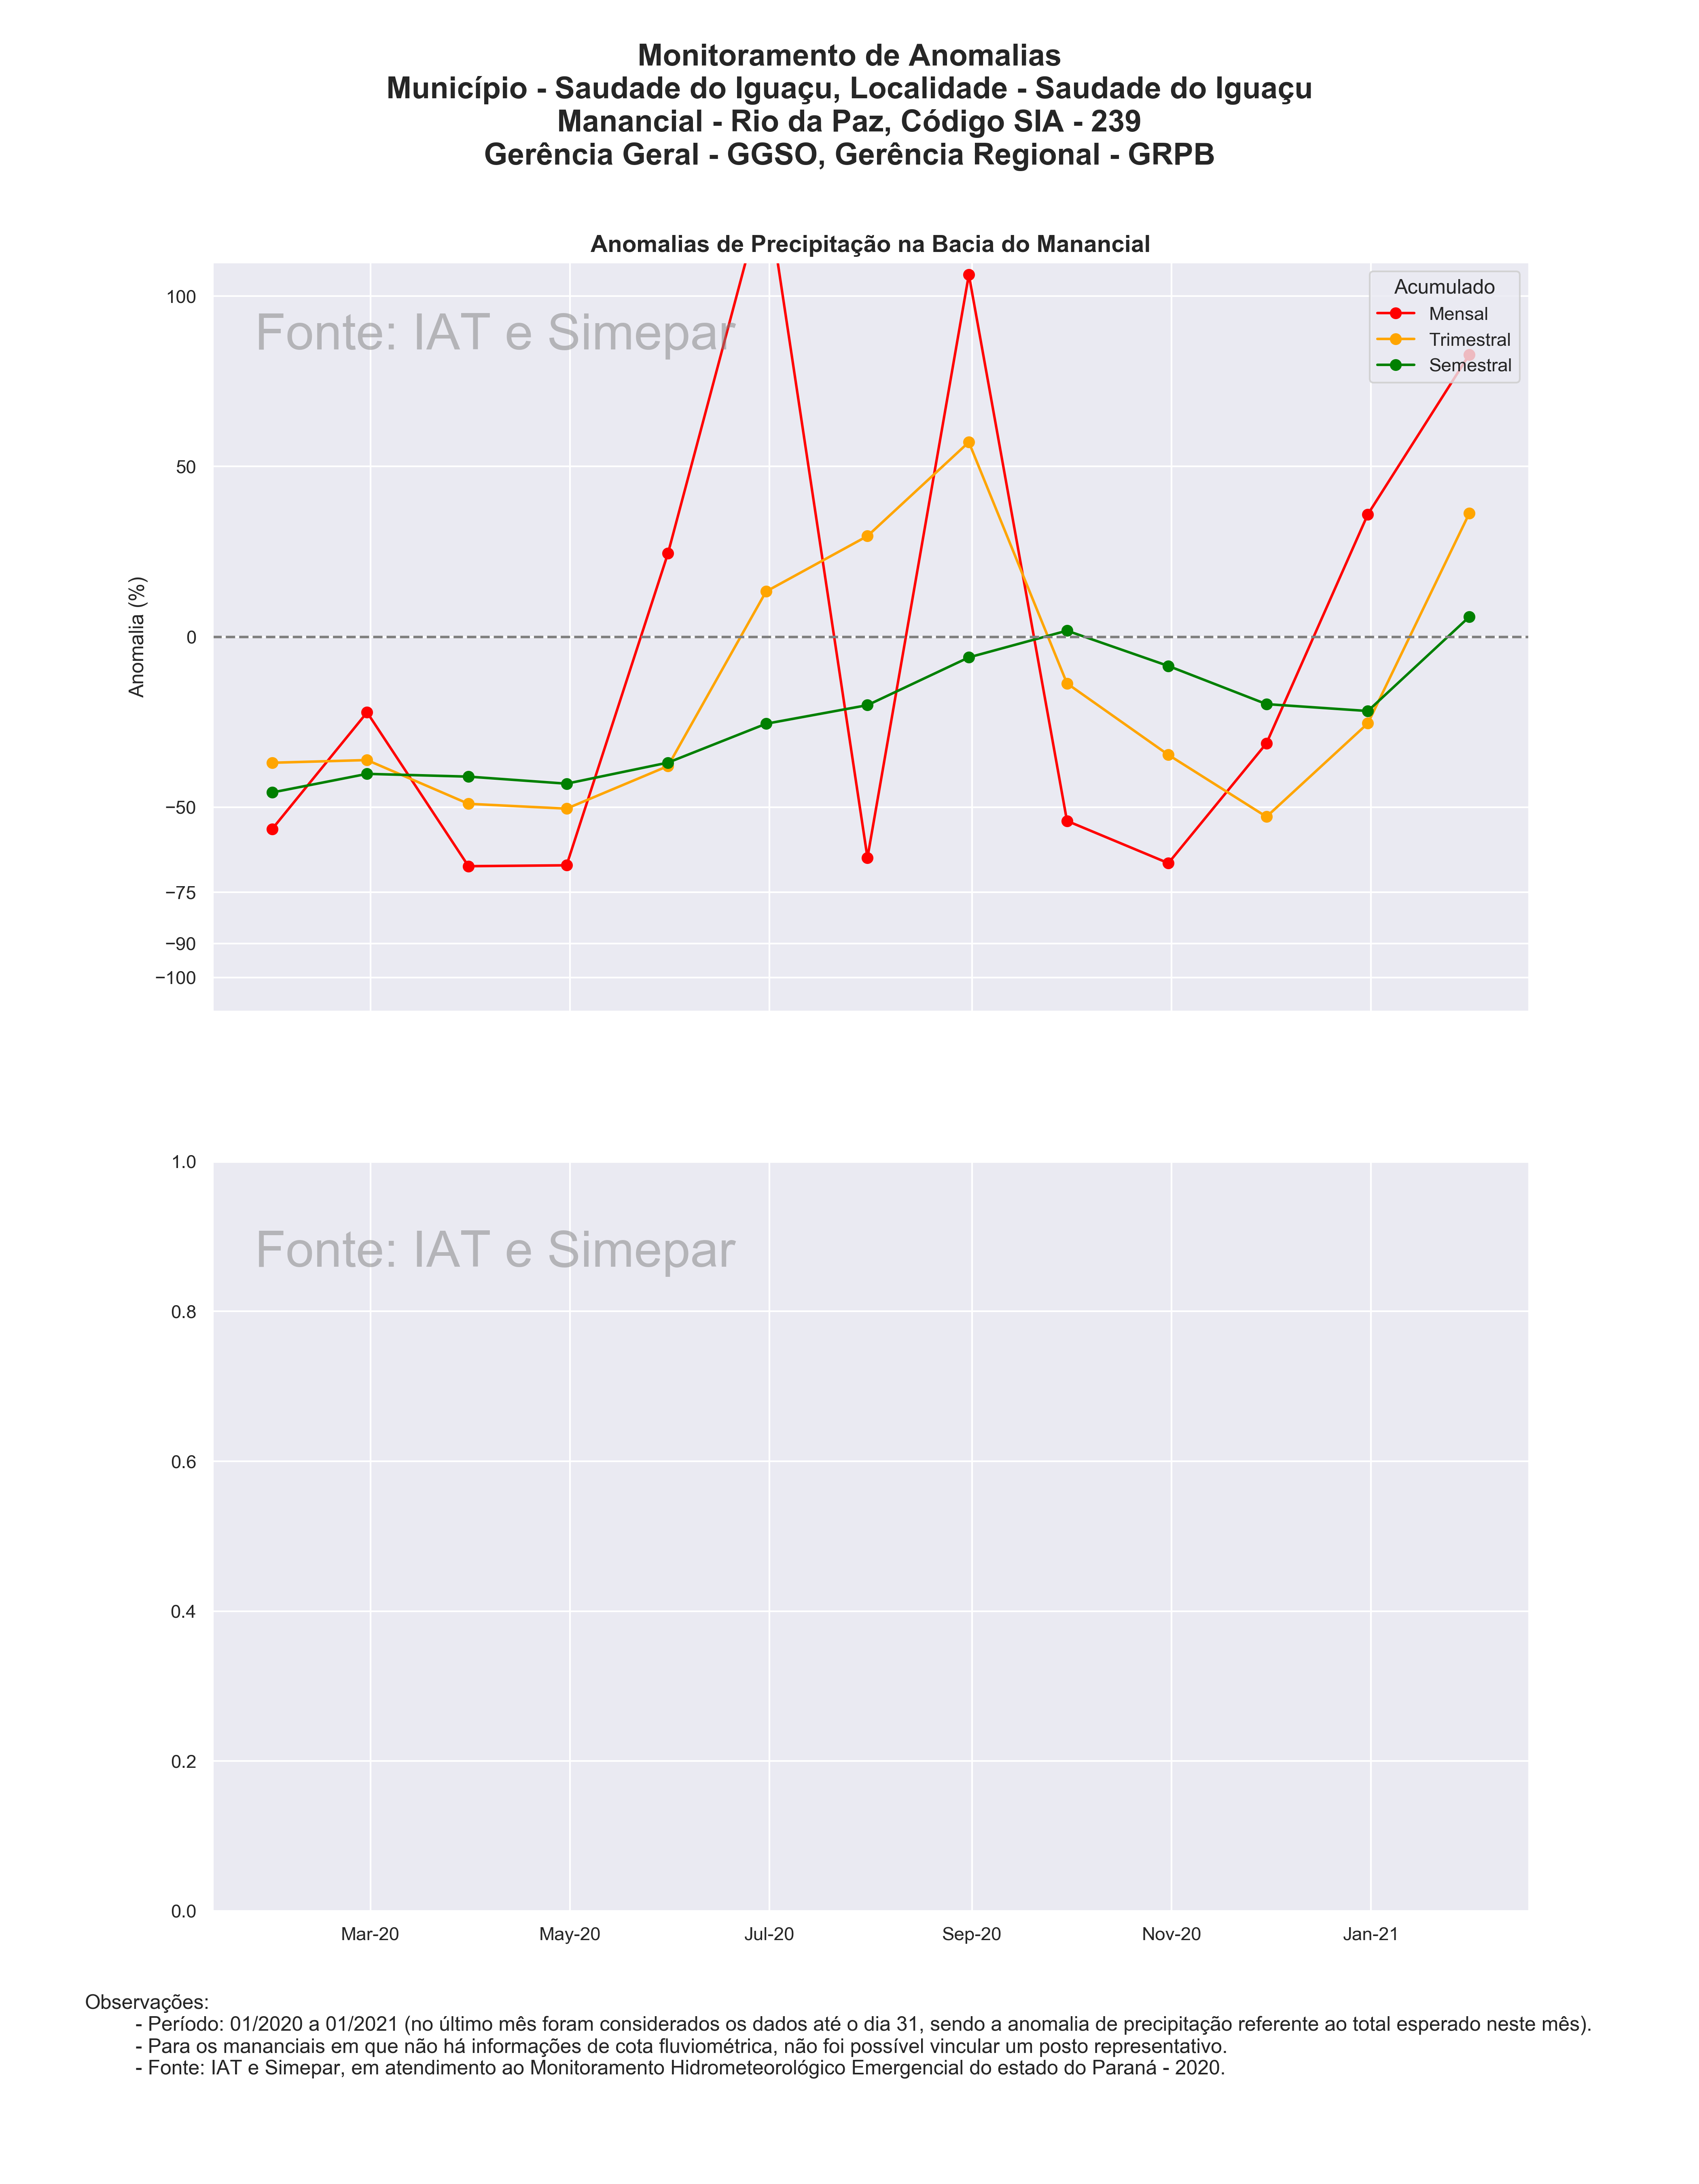 Monitoramento de Anomalias
Município - Saudade do Iguaçu, Localidade - Saudade do Iguaçu
Manancial - Rio da Paz, Código SIA - 239
Gerência Geral - GGSO, Gerência Regional - GRPB
Anomalias de Precipitação na Bacia do Manancial
Fonte: IAT e Simepar
Acumulado
Mensal
Trimestral
Semestral
Anomalia (%)
100
50
0
−50
−75
−90
−100
Fonte: IAT e Simepar
1.0
0.8
0.6
0.4
0.2
0.0
Mar-20
May-20
Jul-20
Sep-20
Nov-20
Jan-21
Observações:
- Período: 01/2020 a 01/2021 (no último mês foram considerados os dados até o dia 31, sendo a anomalia de precipitação referente ao total esperado neste mês).
- Para os mananciais em que não há informações de cota fluviométrica, não foi possível vincular um posto representativo.
- Fonte: IAT e Simepar, em atendimento ao Monitoramento Hidrometeorológico Emergencial do estado do Paraná - 2020.